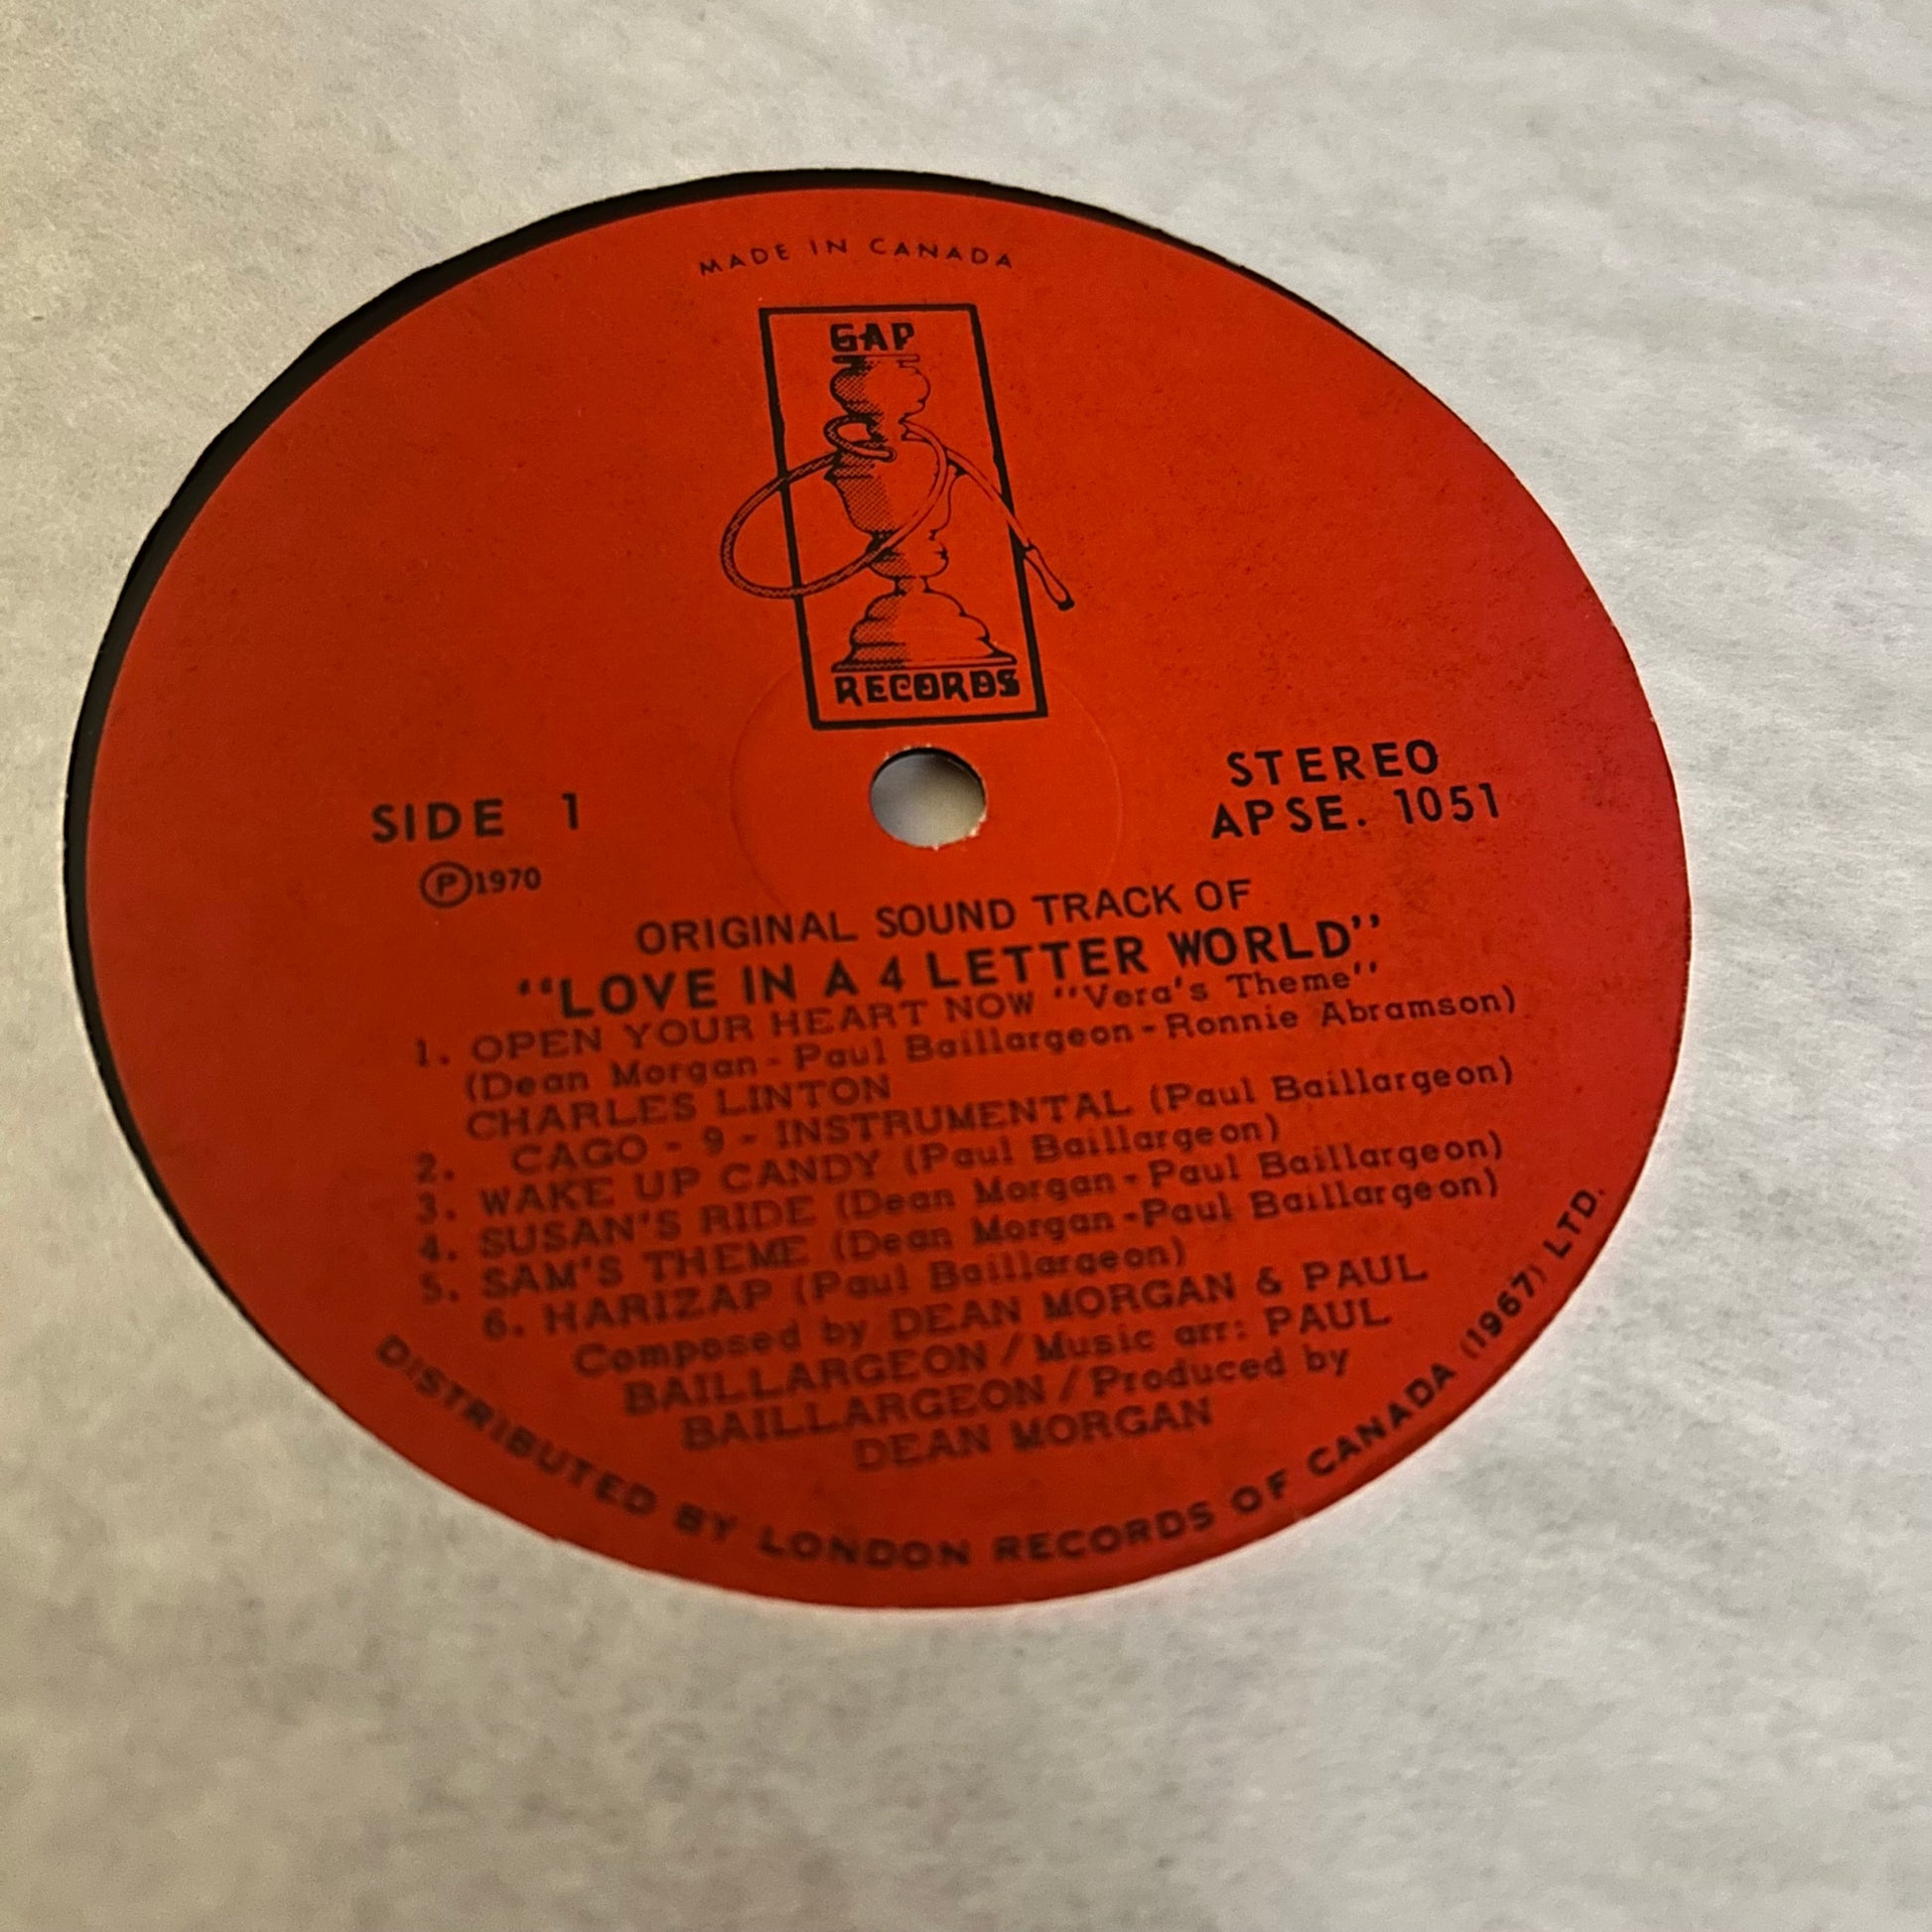 MADE IN CANADA
GAP
RECORDS
SIDE 1
Ⓟ1970
STEREO
APSE. 1051
ORIGINAL SOUND TRACK OF
"LOVE IN A 4 LETTER WORLD"
1. OPEN YOUR HEART NOW "Vera's Theme"
(Dean Morgan - Paul Baillargeon - Ronnie Abramson)
CHARLES LINTON
2. CAGO - 9 - INSTRUMENTAL (Paul Baillargeon)
3. WAKE UP CANDY (Paul Baillargeon)
4. SUSAN'S RIDE (Dean Morgan - Paul Baillargeon)
5. SAM'S THEME (Dean Morgan - Paul Baillargeon)
6. HARIZAP (Paul Baillargeon)
Composed by DEAN MORGAN & PAUL
BAILLARGEON / Music arr: PAUL
BAILLARGEON / Produced by
DEAN MORGAN
DISTRIBUTED BY LONDON RECORDS OF CANADA (1967) LTD.